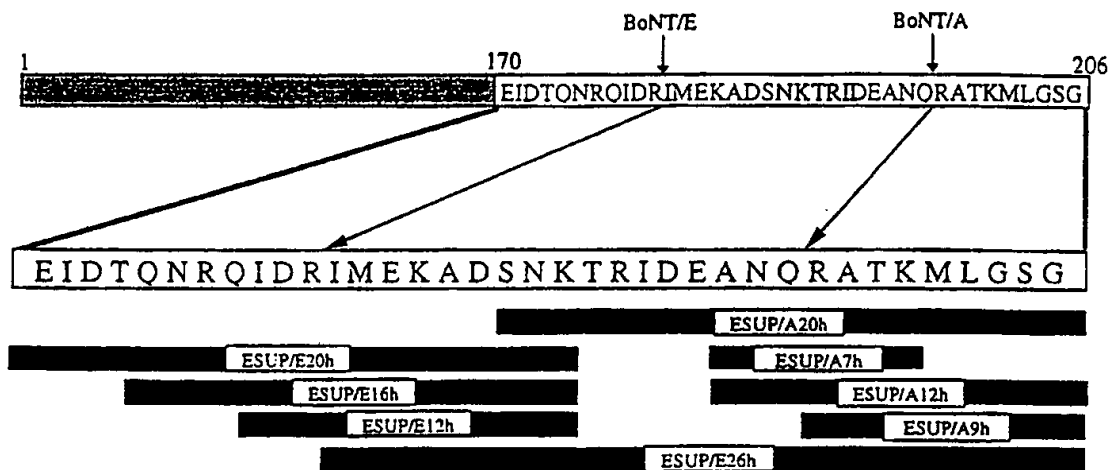 BoNT/E BoNT/A
1 170 206
EIDTQNRQIDRIMEKADSNKTRIDEANQRATKMLGSG
EIDTQNRQIDRIMEKADSNKTRIDEANQRATKMLGSG
ESUP/A20h
ESUP/E20h ESUP/A7h
ESUP/E16h ESUP/A12h
ESUP/E12h ESUP/A9h
ESUP/E26h